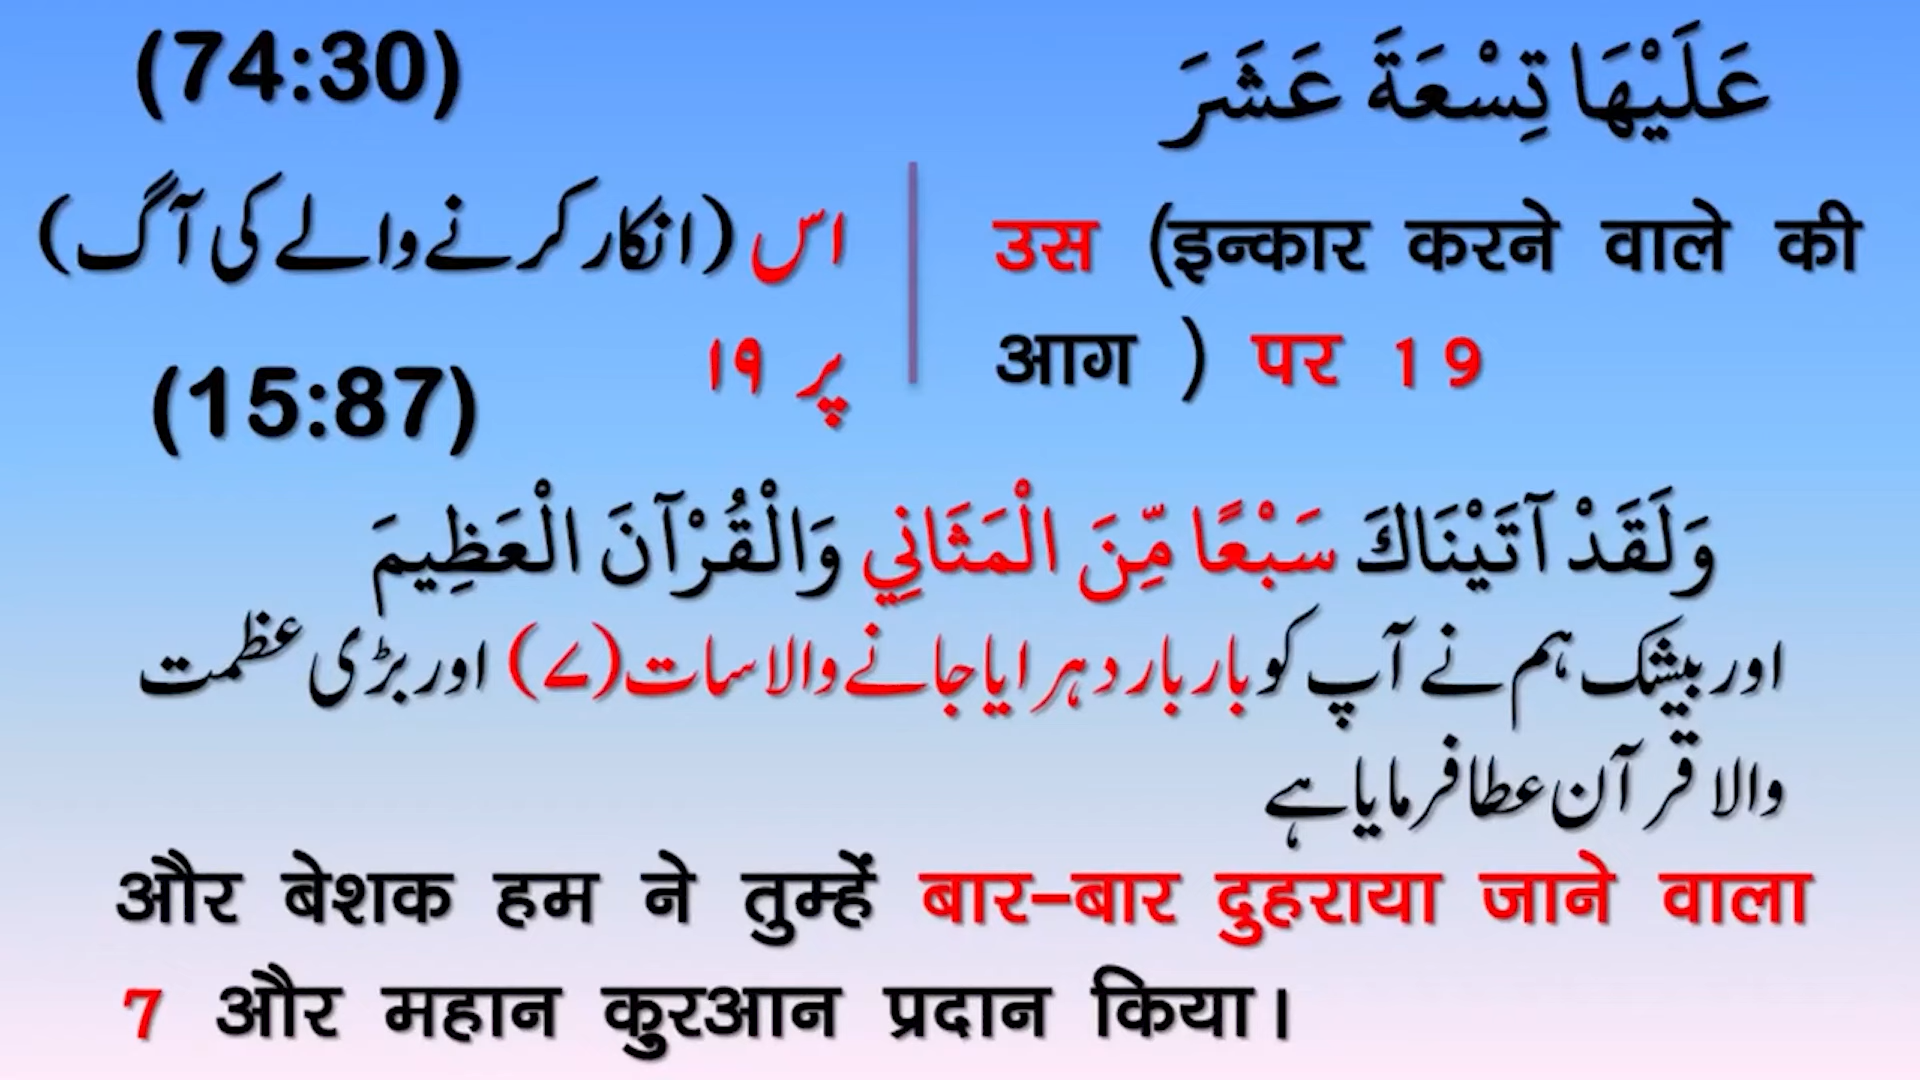 (74:30)
عَلَيْهَا تِسْعَةَ عَشَرَ
اس (انکار کرنے والے کی آگ)
پر ۱۹
उस (इन्कार करने वाले की
आग ) पर 19
(15:87)
وَلَقَدْ آتَيْنَاكَ سَبْعًا مِّنَ الْمَثَانِي وَالْقُرْآنَ الْعَظِيمَ
اور بیشک ہم نے آپ کو بار بار دہرایا جانے والا سات (۷) اور بڑی عظمت
والا قرآن عطا فرمایا ہے
और बेशक हम ने तुम्हें बार-बार दुहराया जाने वाला
7 और महान क़ुरआन प्रदान किया।